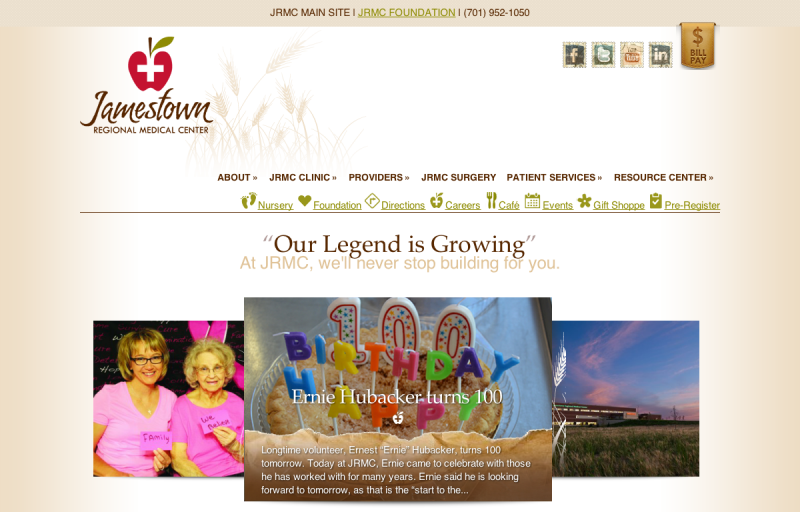 JRMC MAIN SITE | JRMC FOUNDATION | (701) 952-1050
$ BILL PAY
Jamestown
REGIONAL MEDICAL CENTER
ABOUT » JRMC CLINIC » PROVIDERS » JRMC SURGERY PATIENT SERVICES » RESOURCE CENTER »
Nursery Foundation Directions Careers Café Events Gift Shoppe Pre-Register
“Our Legend is Growing”
At JRMC, we'll never stop building for you.
100
BIRTHDAY
HAPPY
Ernie Hubacker turns 100
FAMILY
Longtime volunteer, Ernest “Ernie” Hubacker, turns 100
tomorrow. Today at JRMC, Ernie came to celebrate with those
he has worked with for many years. Ernie said he is looking
forward to tomorrow, as that is the “start to the...